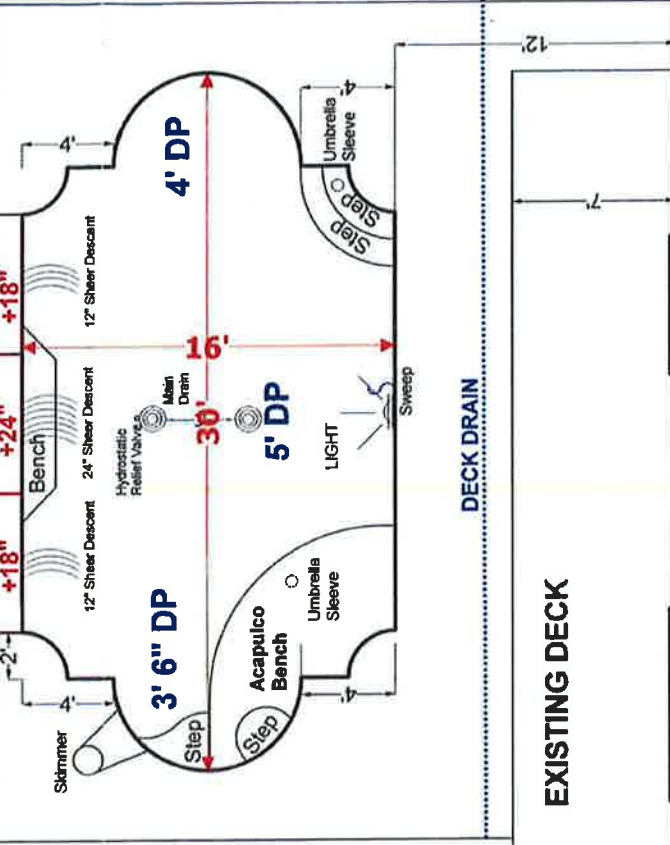 +18"
+24"
+18"
2'
4'
4'
Bench
12" Sheer Descent
24" Sheer Descent
12" Sheer Descent
Skimmer
Hydrostatic
Relief Valves
Main
Drain
3' 6" DP
4' DP
5' DP
16'
30'
Step
Step
Acapulco
Bench
Umbrella
Sleeve
LIGHT
Sweep
Step
Step
Umbrella
Sleeve
4'
4'
12'
7'
DECK DRAIN
EXISTING DECK